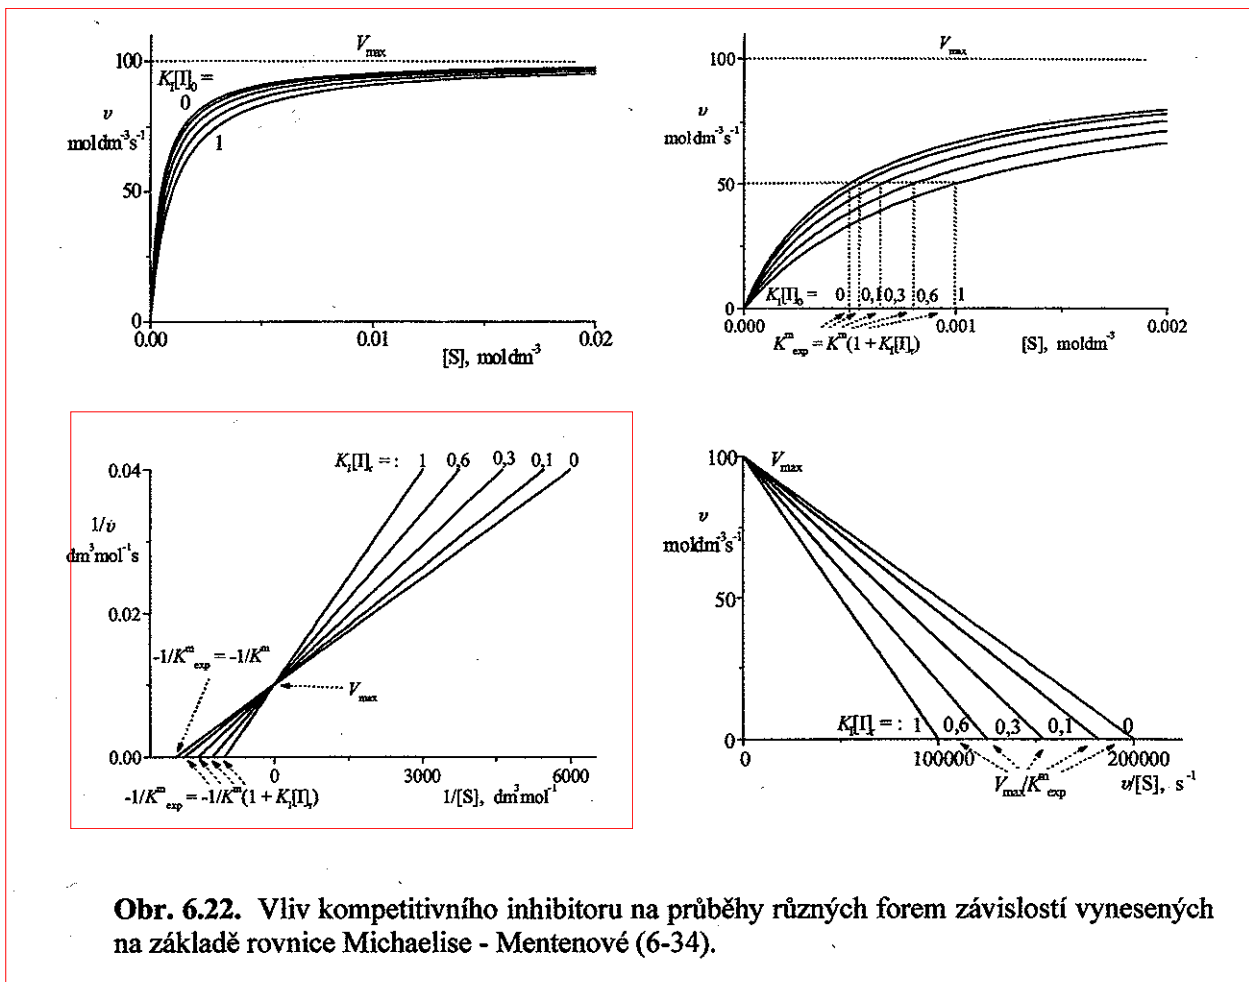 V_max
100
K_I[I]_0 =
0
υ
mol dm⁻³s⁻¹
1
50
0
0.00
0.01
0.02
[S], mol dm⁻³
V_max
100
υ
mol dm⁻³s⁻¹
50
K_I[I]_0 = 0 0,1 0,3 0,6 1
0
0.000
0.001
0.002
K^m_exp = K^m(1 + K_I[I]_r)
[S], mol dm⁻³
K_I[I]_r = : 1 0,6 0,3 0,1 0
0.04
1/υ
dm³mol⁻¹s
0.02
-1/K^m_exp = -1/K^m
V_max
0.00
0
3000
6000
-1/K^m_exp = -1/K^m(1 + K_I[I]_r)
1/[S], dm³mol⁻¹
100
V_max
υ
mol dm⁻³s⁻¹
50
K_I[I]_r = : 1 0,6 0,3 0,1 0
0
0
100000
200000
V_max/K^m_exp
υ/[S], s⁻¹
Obr. 6.22. Vliv kompetitivního inhibitoru na průběhy různých forem závislostí vynesených
na základě rovnice Michaelise - Mentenové (6-34).